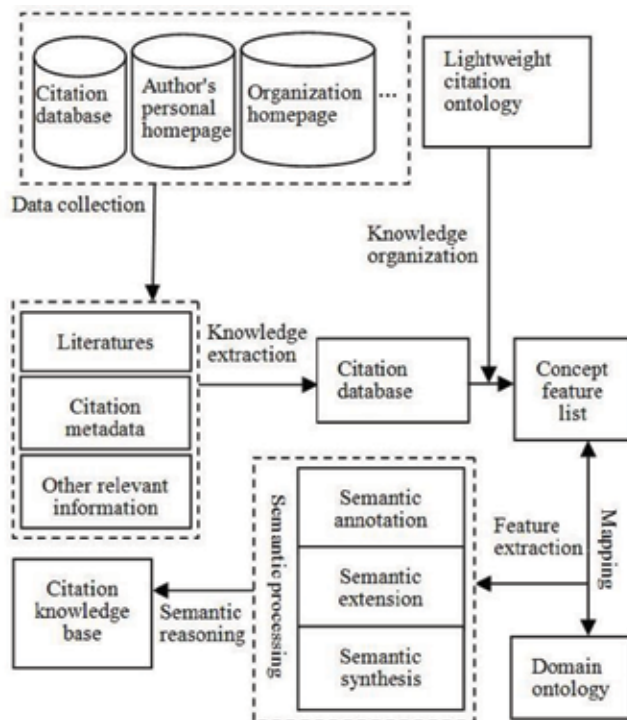 Citation
database
Author's
personal
homepage
Organization
homepage
...
Lightweight
citation
ontology
Data collection
Knowledge
organization
Literatures
Citation
metadata
Other relevant
information
Knowledge
extraction
Citation
database
Concept
feature
list
Semantic processing
Semantic
annotation
Semantic
extension
Semantic
synthesis
Feature
extraction
Mapping
Citation
knowledge
base
Semantic
reasoning
Domain
ontology